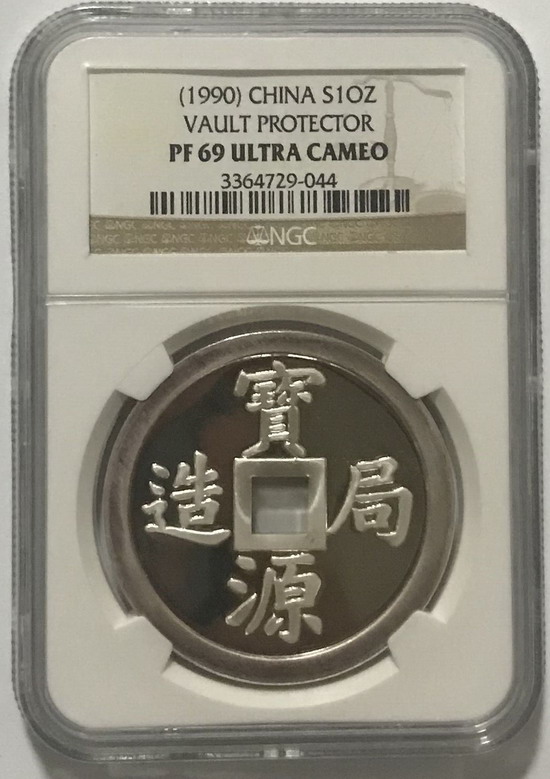 (1990) CHINA S1OZ
VAULT PROTECTOR
PF 69 ULTRA CAMEO
3364729-044
NGC
寶
造 局
源